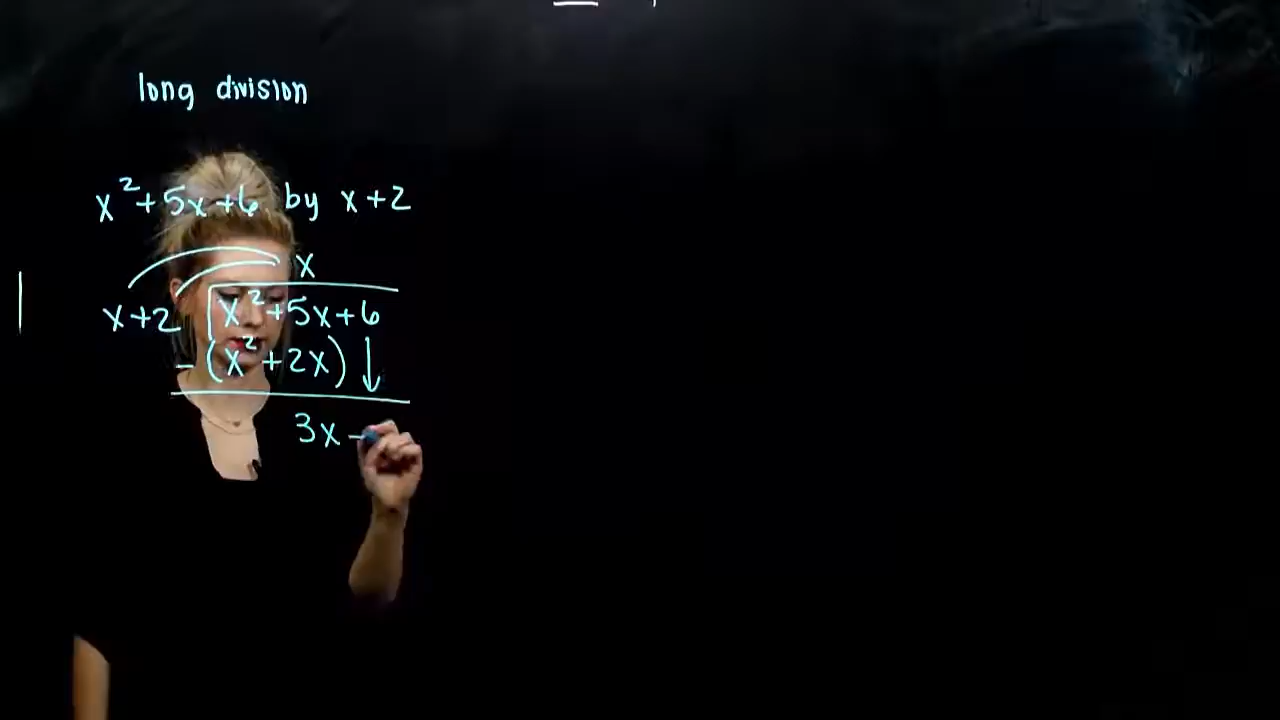 long division
x²+5x+6 by x+2
x
x+2 x²+5x+6
-(x²+2x) ↓
3x -